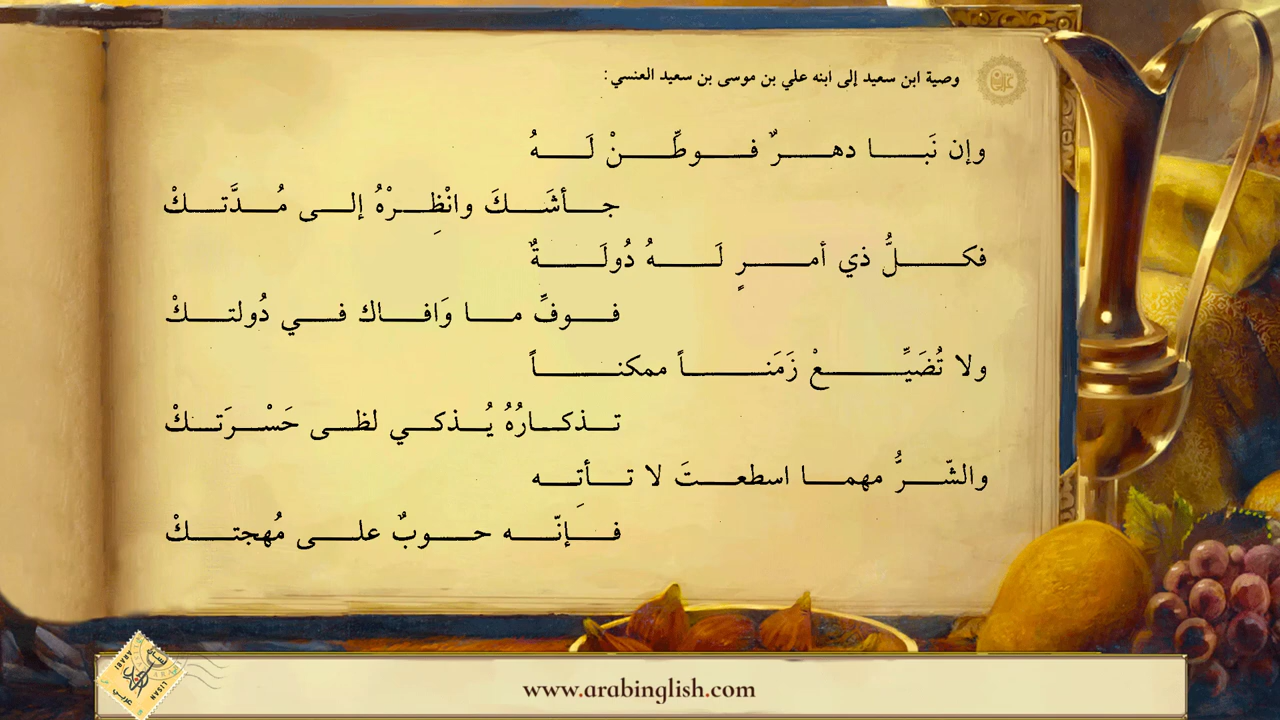 وصية ابن سعيد إلى ابنه علي بن موسى بن سعيد العنسي:
وإن نَبا دهرٌ فوطِّنْ لَهُ
جأشَكَ وانْظِرْهُ إلى مُدَّتكْ
فكلُّ ذي أمرٍ لَهُ دُولَةٌ
فوفِّ ما وَافاك في دُولتكْ
ولا تُضَيِّعْ زَمَناً ممكناً
تذكارُهُ يُذكي لظى حَسْرَتكْ
والشّرُّ مهما اسطعتَ لا تأتِه
فإنّه حوبٌ على مُهجتكْ
www.arabinglish.com